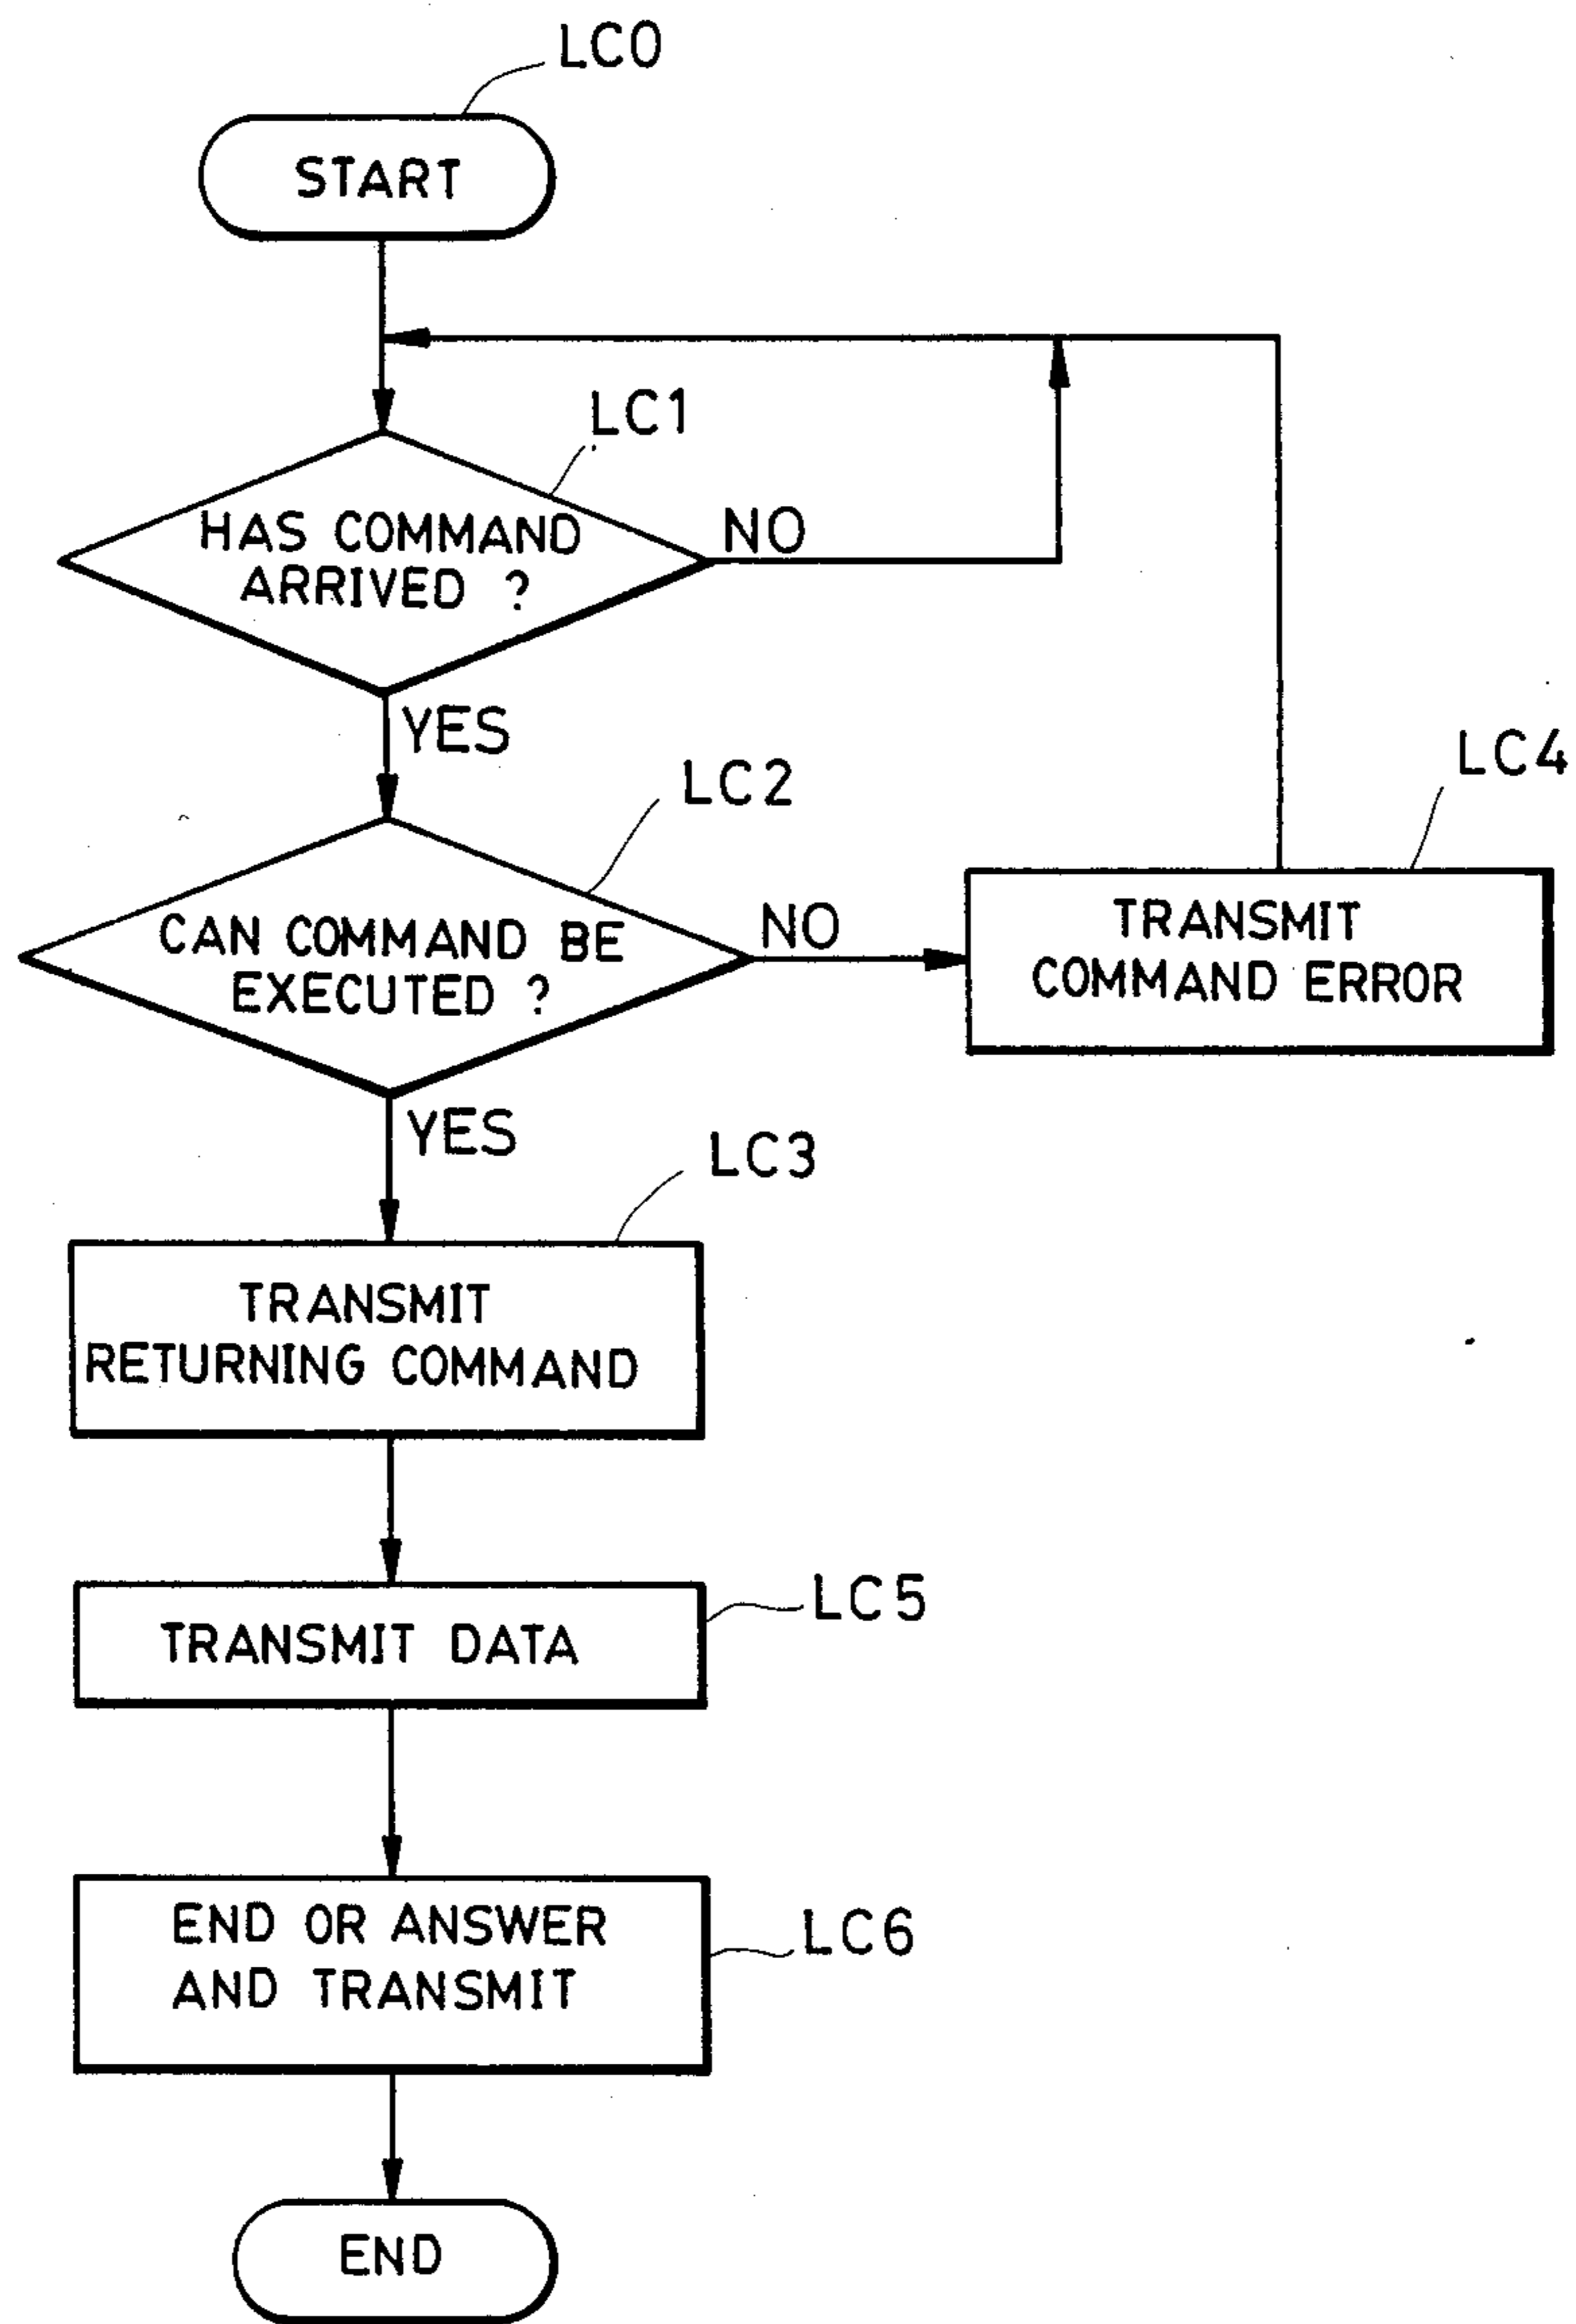 LC0
START
LC1
HAS COMMAND
ARRIVED ?
NO
YES
LC2
LC4
CAN COMMAND BE
EXECUTED ?
NO
TRANSMIT
COMMAND ERROR
YES
LC3
TRANSMIT
RETURNING COMMAND
LC5
TRANSMIT DATA
END OR ANSWER
AND TRANSMIT
LC6
END